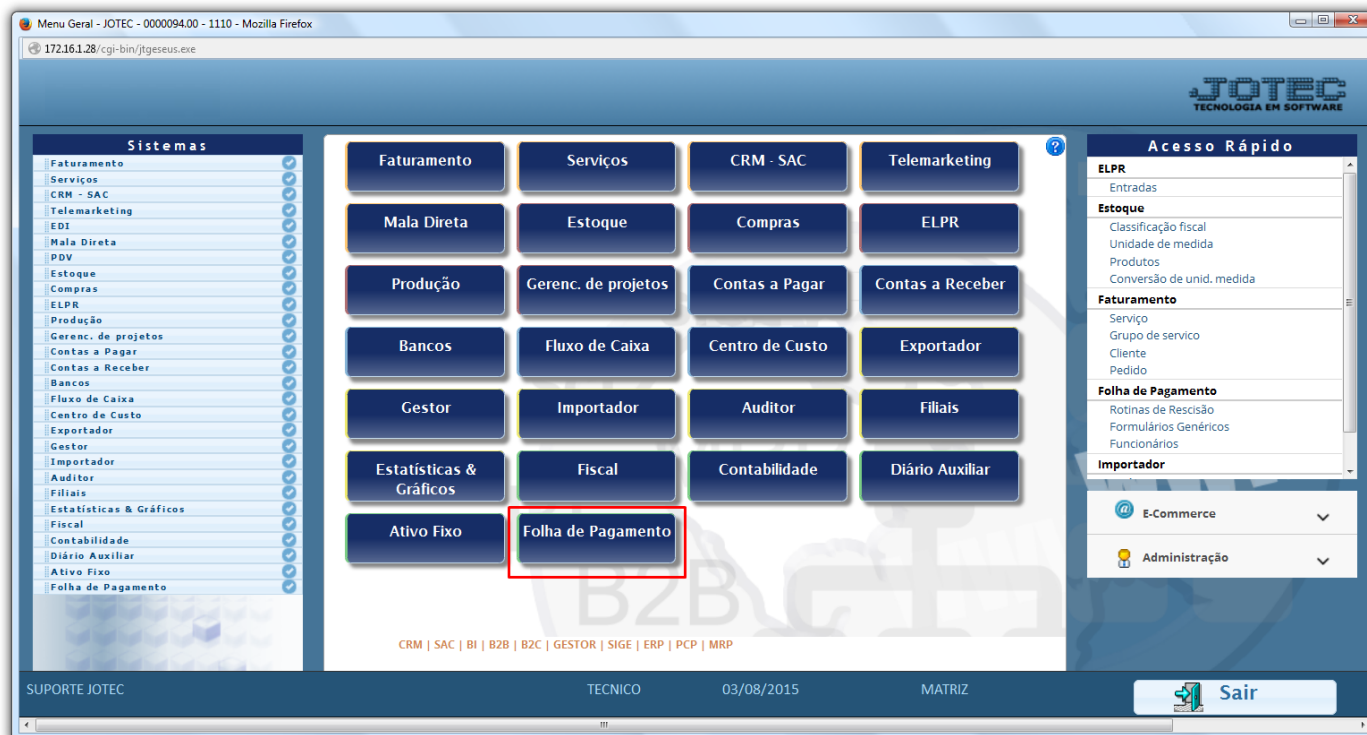 Menu Geral - JOTEC - 0000094.00 - 1110 - Mozilla Firefox
172.16.1.28/cgi-bin/jtgeseus.exe
JOTEC
TECNOLOGIA EM SOFTWARE
Sistemas
Faturamento
Serviços
CRM - SAC
Telemarketing
EDI
Mala Direta
PDV
Estoque
Compras
ELPR
Produção
Gerenc. de projetos
Contas a Pagar
Contas a Receber
Bancos
Fluxo de Caixa
Centro de Custo
Exportador
Gestor
Importador
Auditor
Filiais
Estatísticas & Gráficos
Fiscal
Contabilidade
Diário Auxiliar
Ativo Fixo
Folha de Pagamento
Faturamento
Serviços
CRM - SAC
Telemarketing
Mala Direta
Estoque
Compras
ELPR
Produção
Gerenc. de projetos
Contas a Pagar
Contas a Receber
Bancos
Fluxo de Caixa
Centro de Custo
Exportador
Gestor
Importador
Auditor
Filiais
Estatísticas &
Gráficos
Fiscal
Contabilidade
Diário Auxiliar
Ativo Fixo
Folha de Pagamento
B2B
CRM | SAC | BI | B2B | B2C | GESTOR | SIGE | ERP | PCP | MRP
Acesso Rápido
ELPR
Entradas
Estoque
Classificação fiscal
Unidade de medida
Produtos
Conversão de unid. medida
Faturamento
Serviço
Grupo de servico
Cliente
Pedido
Folha de Pagamento
Rotinas de Rescisão
Formulários Genéricos
Funcionários
Importador
E-Commerce
Administração
SUPORTE JOTEC
TECNICO
03/08/2015
MATRIZ
Sair